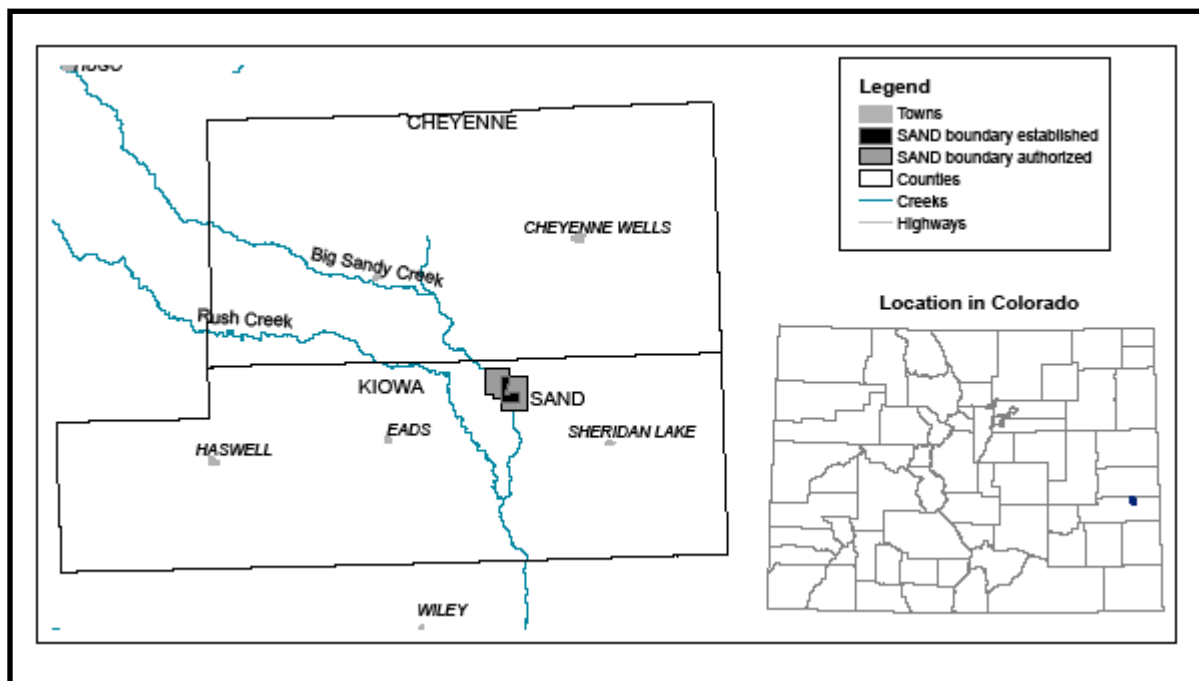 HUGO
CHEYENNE
CHEYENNE WELLS
Big Sandy Creek
Rush Creek
KIOWA
SAND
EADS
SHERIDAN LAKE
HASWELL
WILEY
Legend
Towns
SAND boundary established
SAND boundary authorized
Counties
Creeks
Highways
Location in Colorado